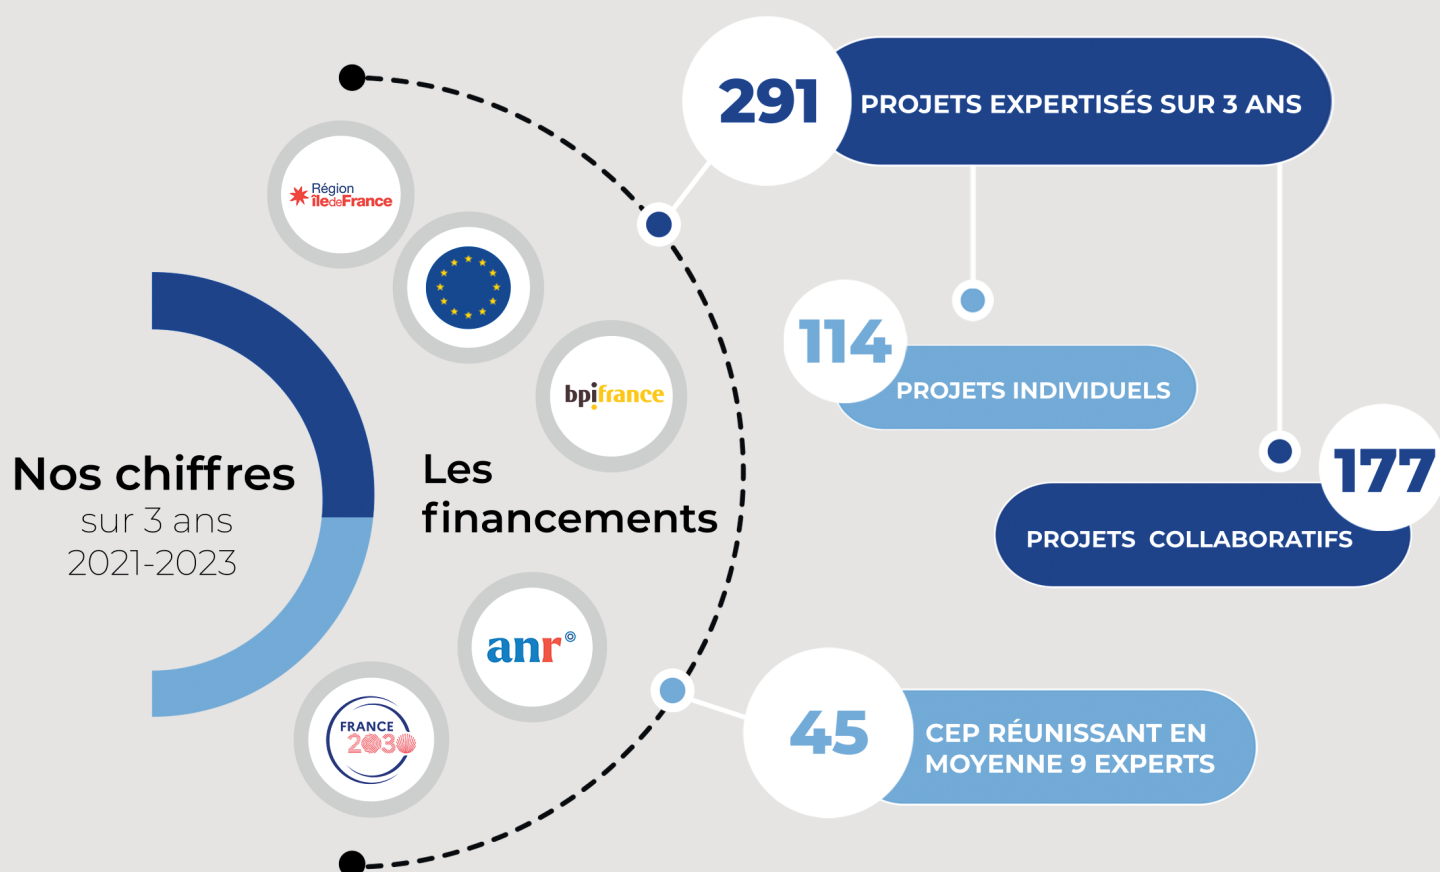 Nos chiffres
sur 3 ans
2021-2023
Les
financements
Région
îledeFrance
bpifrance
anr
FRANCE
2030
291
PROJETS EXPERTISÉS SUR 3 ANS
114
PROJETS INDIVIDUELS
177
PROJETS COLLABORATIFS
45
CEP RÉUNISSANT EN
MOYENNE 9 EXPERTS